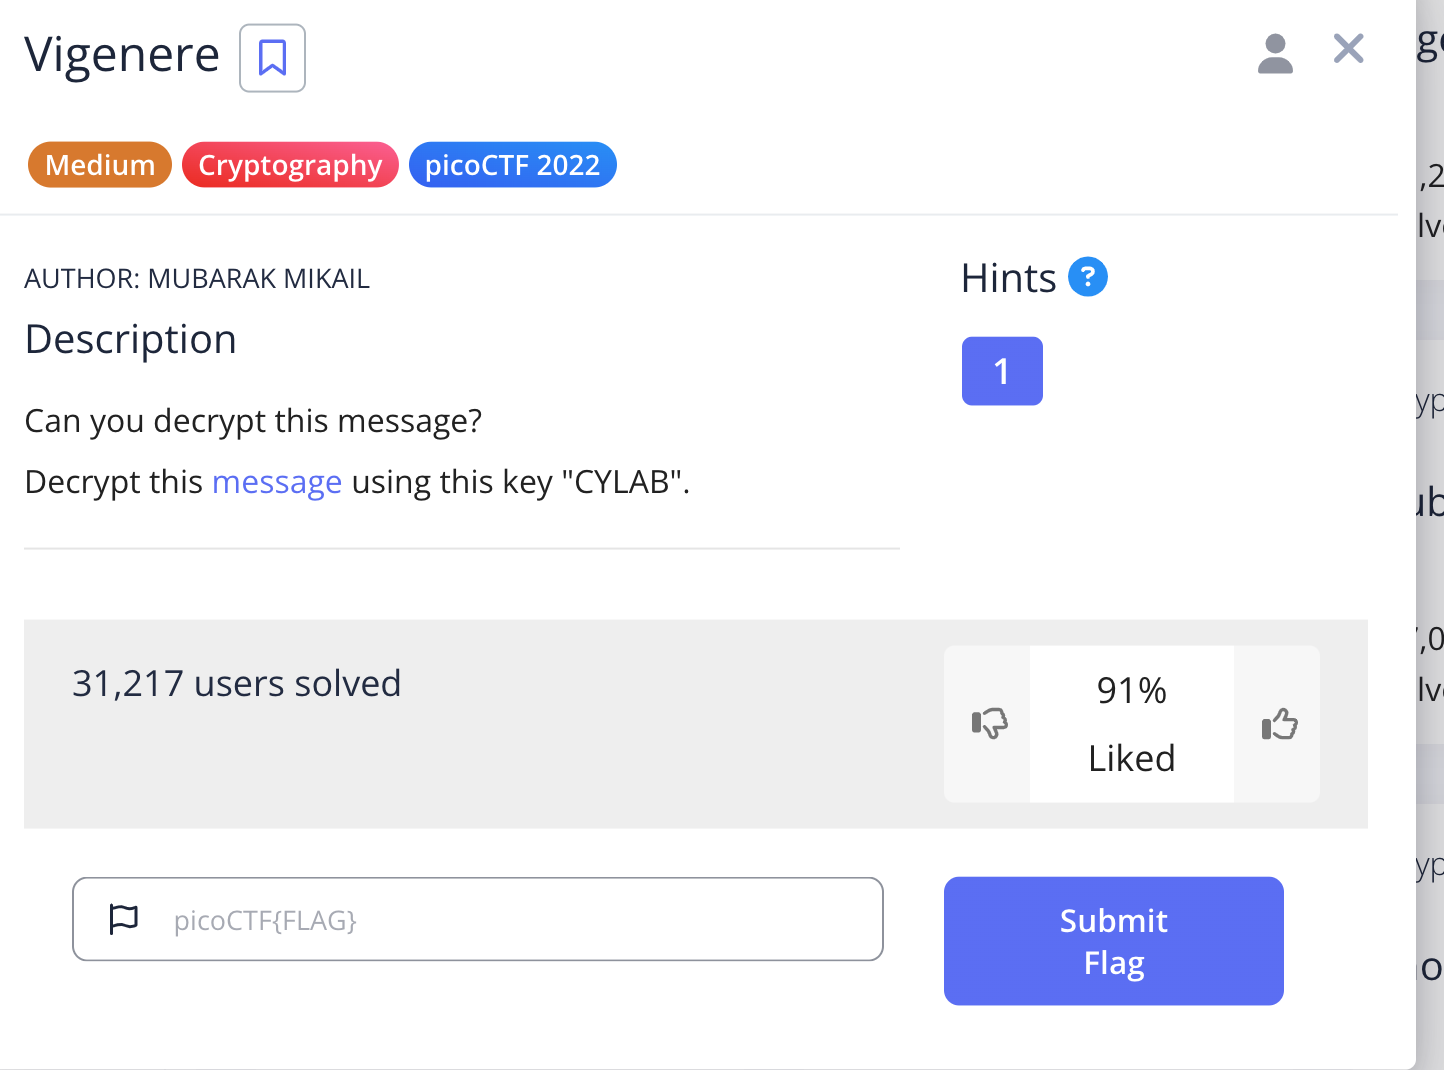 Vigenere
Medium Cryptography picoCTF 2022
AUTHOR: MUBARAK MIKAIL
Description
Can you decrypt this message?
Decrypt this message using this key "CYLAB".
Hints ?
1
31,217 users solved
91%
Liked
picoCTF{FLAG}
Submit
Flag